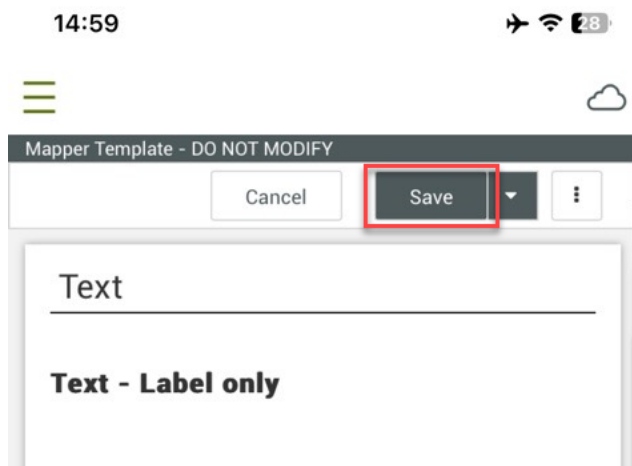 14:59
28
Mapper Template - DO NOT MODIFY
Cancel
Save
Text
Text - Label only